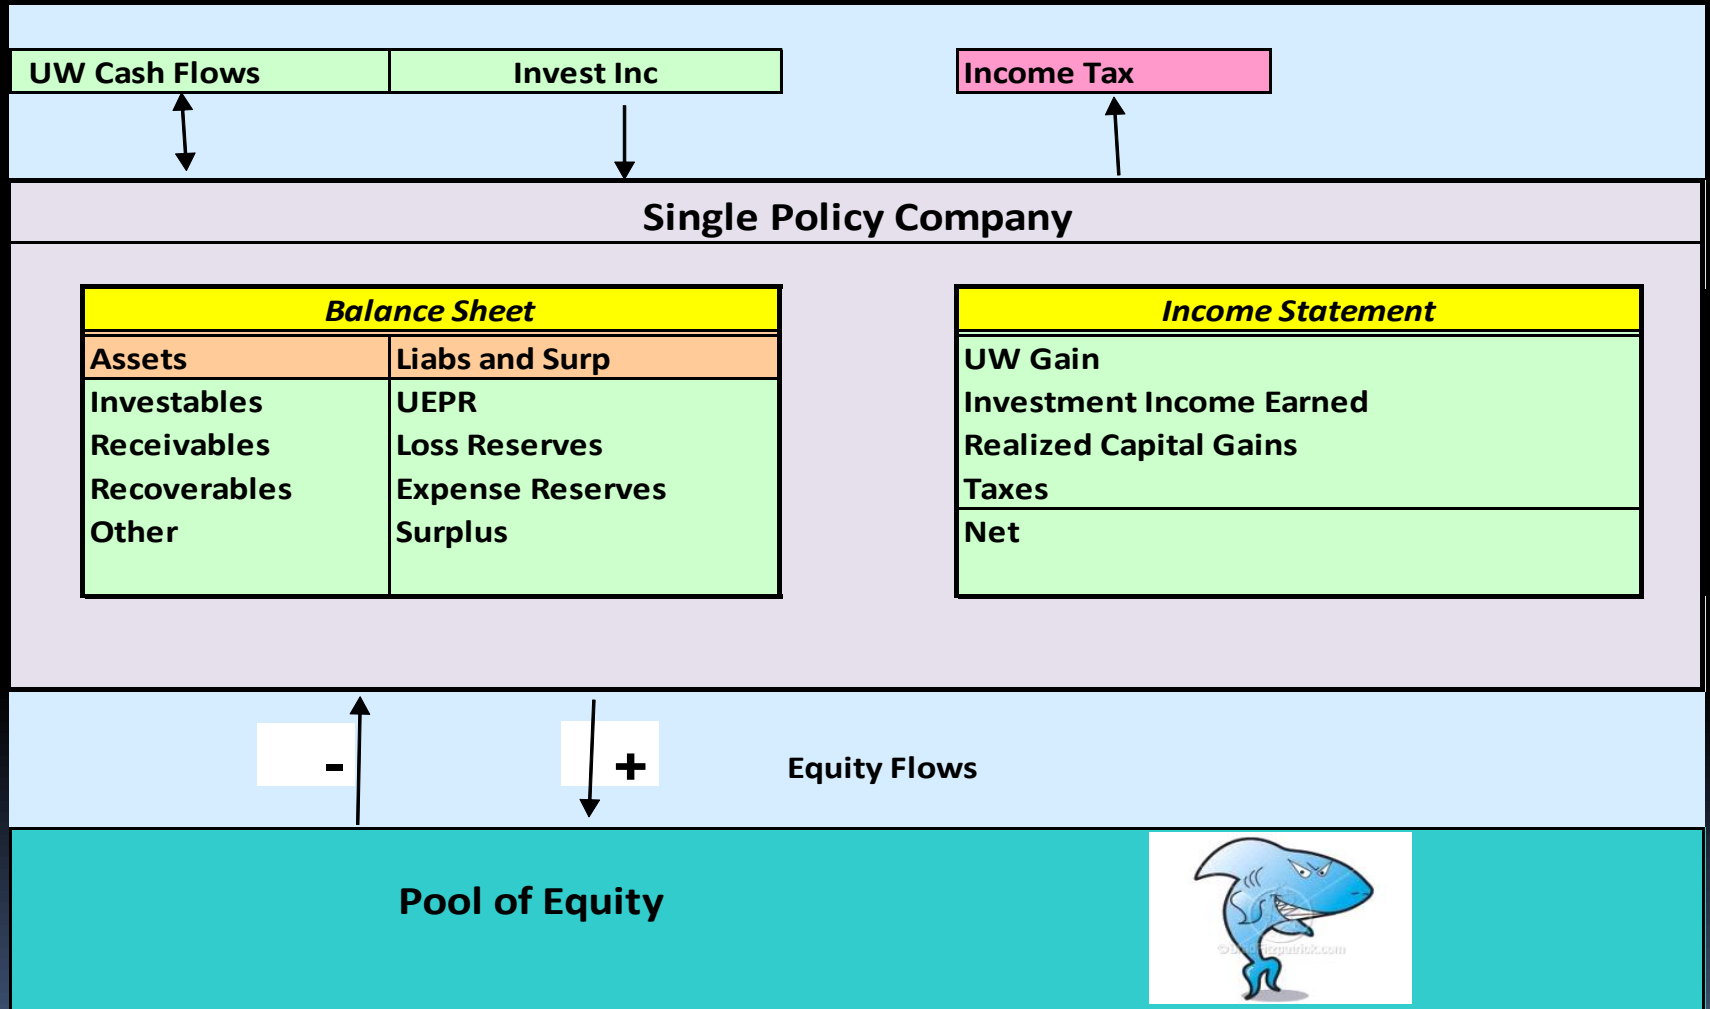 UW Cash Flows Invest Inc Income Tax
Single Policy Company
Balance Sheet
Assets Liabs and Surp
Investables UEPR
Receivables Loss Reserves
Recoverables Expense Reserves
Other Surplus
Income Statement
UW Gain
Investment Income Earned
Realized Capital Gains
Taxes
Net
- + Equity Flows
Pool of Equity